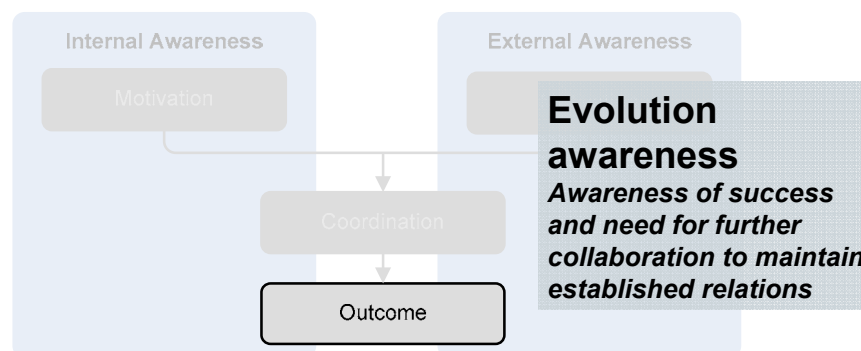 Internal Awareness
External Awareness
Motivation
Evolution
awareness
Awareness of success
and need for further
collaboration to maintain
established relations
Coordination
Outcome